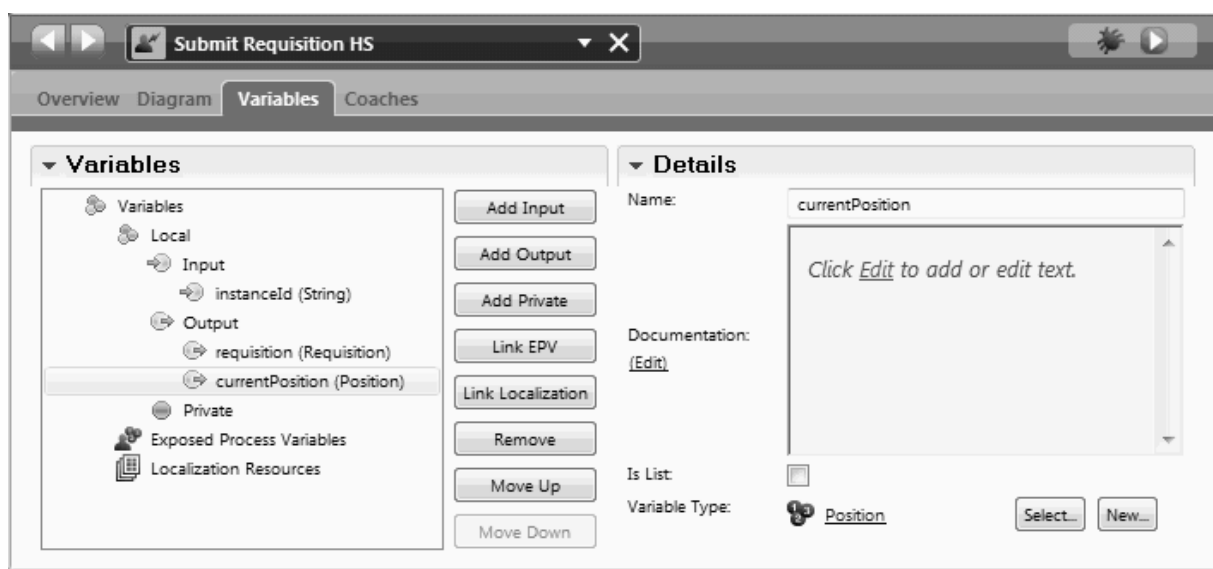 Submit Requisition HS
Overview Diagram Variables Coaches
Variables
Variables
Local
Input
instanceId (String)
Output
requisition (Requisition)
currentPosition (Position)
Private
Exposed Process Variables
Localization Resources
Add Input
Add Output
Add Private
Link EPV
Link Localization
Remove
Move Up
Move Down
Details
Name: currentPosition
Click Edit to add or edit text.
Documentation:
(Edit)
Is List:
Variable Type: Position Select... New...